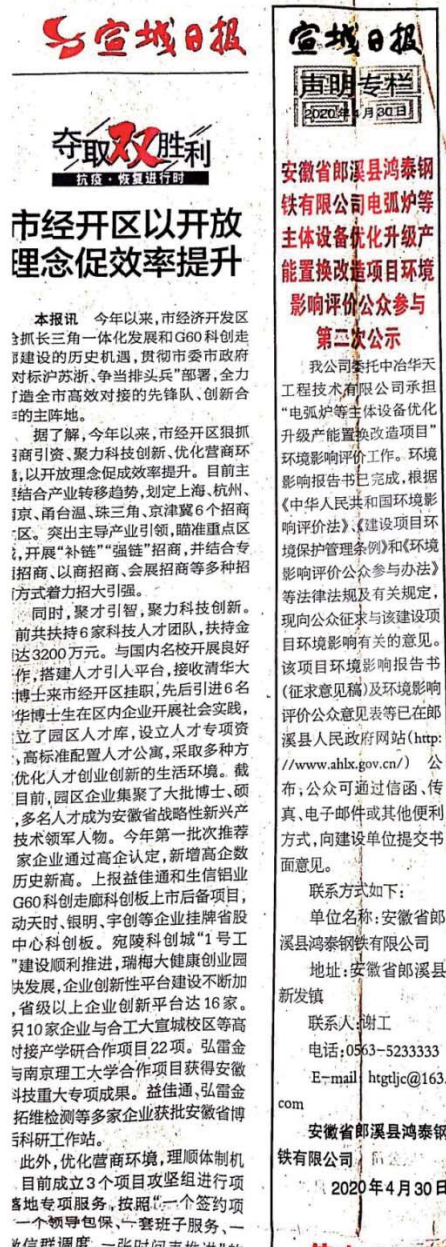 宣城日报
夺取双胜利
抗疫·恢复进行时
市经开区以开放
理念促效率提升
本报讯 今年以来,市经济开发区
抓长三角一体化发展和G60科创走
建设的历史机遇,贯彻市委市政府
对标沪苏浙、争当排头兵”部署,全力
造全市高效对接的先锋队、创新合
的主阵地。
据了解,今年以来,市经开区狠抓
商引资、聚力科技创新、优化营商环
,以开放理念促成效率提升。目前主
结合产业转移趋势,划定上海、杭州、
京、甬台温、珠三角、京津冀6个招商
区。突出主导产业引领,瞄准重点区
,开展“补链”“强链”招商,并结合专
招商、以商招商、会展招商等多种招
方式着力招大引强。
同时,聚才引智,聚力科技创新。
前共扶持6家科技人才团队,扶持金
达3200万元。与国内名校开展良好
作,搭建人才引入平台,接收清华大
博士来市经开区挂职,先后引进6名
华博士生在区内企业开展社会实践,
立了园区人才库,设立人才专项资
,高标准配置人才公寓,采取多种方
优化人才创业创新的生活环境。截
目前,园区企业集聚了大批博士、硕
,多名人才成为安徽省战略性新兴产
技术领军人物。今年第一批次推荐
家企业通过高企认定,新增高企数
历史新高。上报益佳通和生信铝业
G60科创走廊科创板上市后备项目,
动天时、银明、宇创等企业挂牌省股
中心科创板。宛陵科创城“1号工
”建设顺利推进,瑞梅大健康创业园
快发展,企业创新性平台建设不断加
,省级以上企业创新平台达16家。
织10家企业与合工大宣城校区等高
对接产学研合作项目22项。弘雷金
与南京理工大学合作项目获得安徽
科技重大专项成果。益佳通、弘雷金
拓维检测等多家企业获批安徽省博
后科研工作站。
此外,优化营商环境,理顺体制机
目前成立3个项目攻坚组进行项
落地专项服务,按照“一个签约项
一个领导包保、一套班子服务、一
微信群调度、一张时间表推进”的
宣城日报
声明专栏
2020年4月30日
安徽省郎溪县鸿泰钢
铁有限公司电弧炉等
主体设备优化升级产
能置换改造项目环境
影响评价公众参与
第二次公示
我公司委托中冶华天
工程技术有限公司承担
“电弧炉等主体设备优化
升级产能置换改造项目”
环境影响评价工作。环境
影响报告书已完成,根据
《中华人民共和国环境影
响评价法》、《建设项目环
境保护管理条例》和《环境
影响评价公众参与办法》
等法律法规及有关规定,
现向公众征求与该建设项
目环境影响有关的意见。
该项目环境影响报告书
(征求意见稿)及环境影响
评价公众意见表等已在郎
溪县人民政府网站(http:
//www.ahlx.gov.cn/) 公
布,公众可通过信函、传
真、电子邮件或其他便利
方式,向建设单位提交书
面意见。
联系方式如下:
单位名称:安徽省郎
溪县鸿泰钢铁有限公司
地址:安徽省郎溪县
新发镇
联系人:谢工
电话:0563-5233333
E-mail:htgtljc@163.
com
安徽省郎溪县鸿泰钢
铁有限公司
2020年4月30日